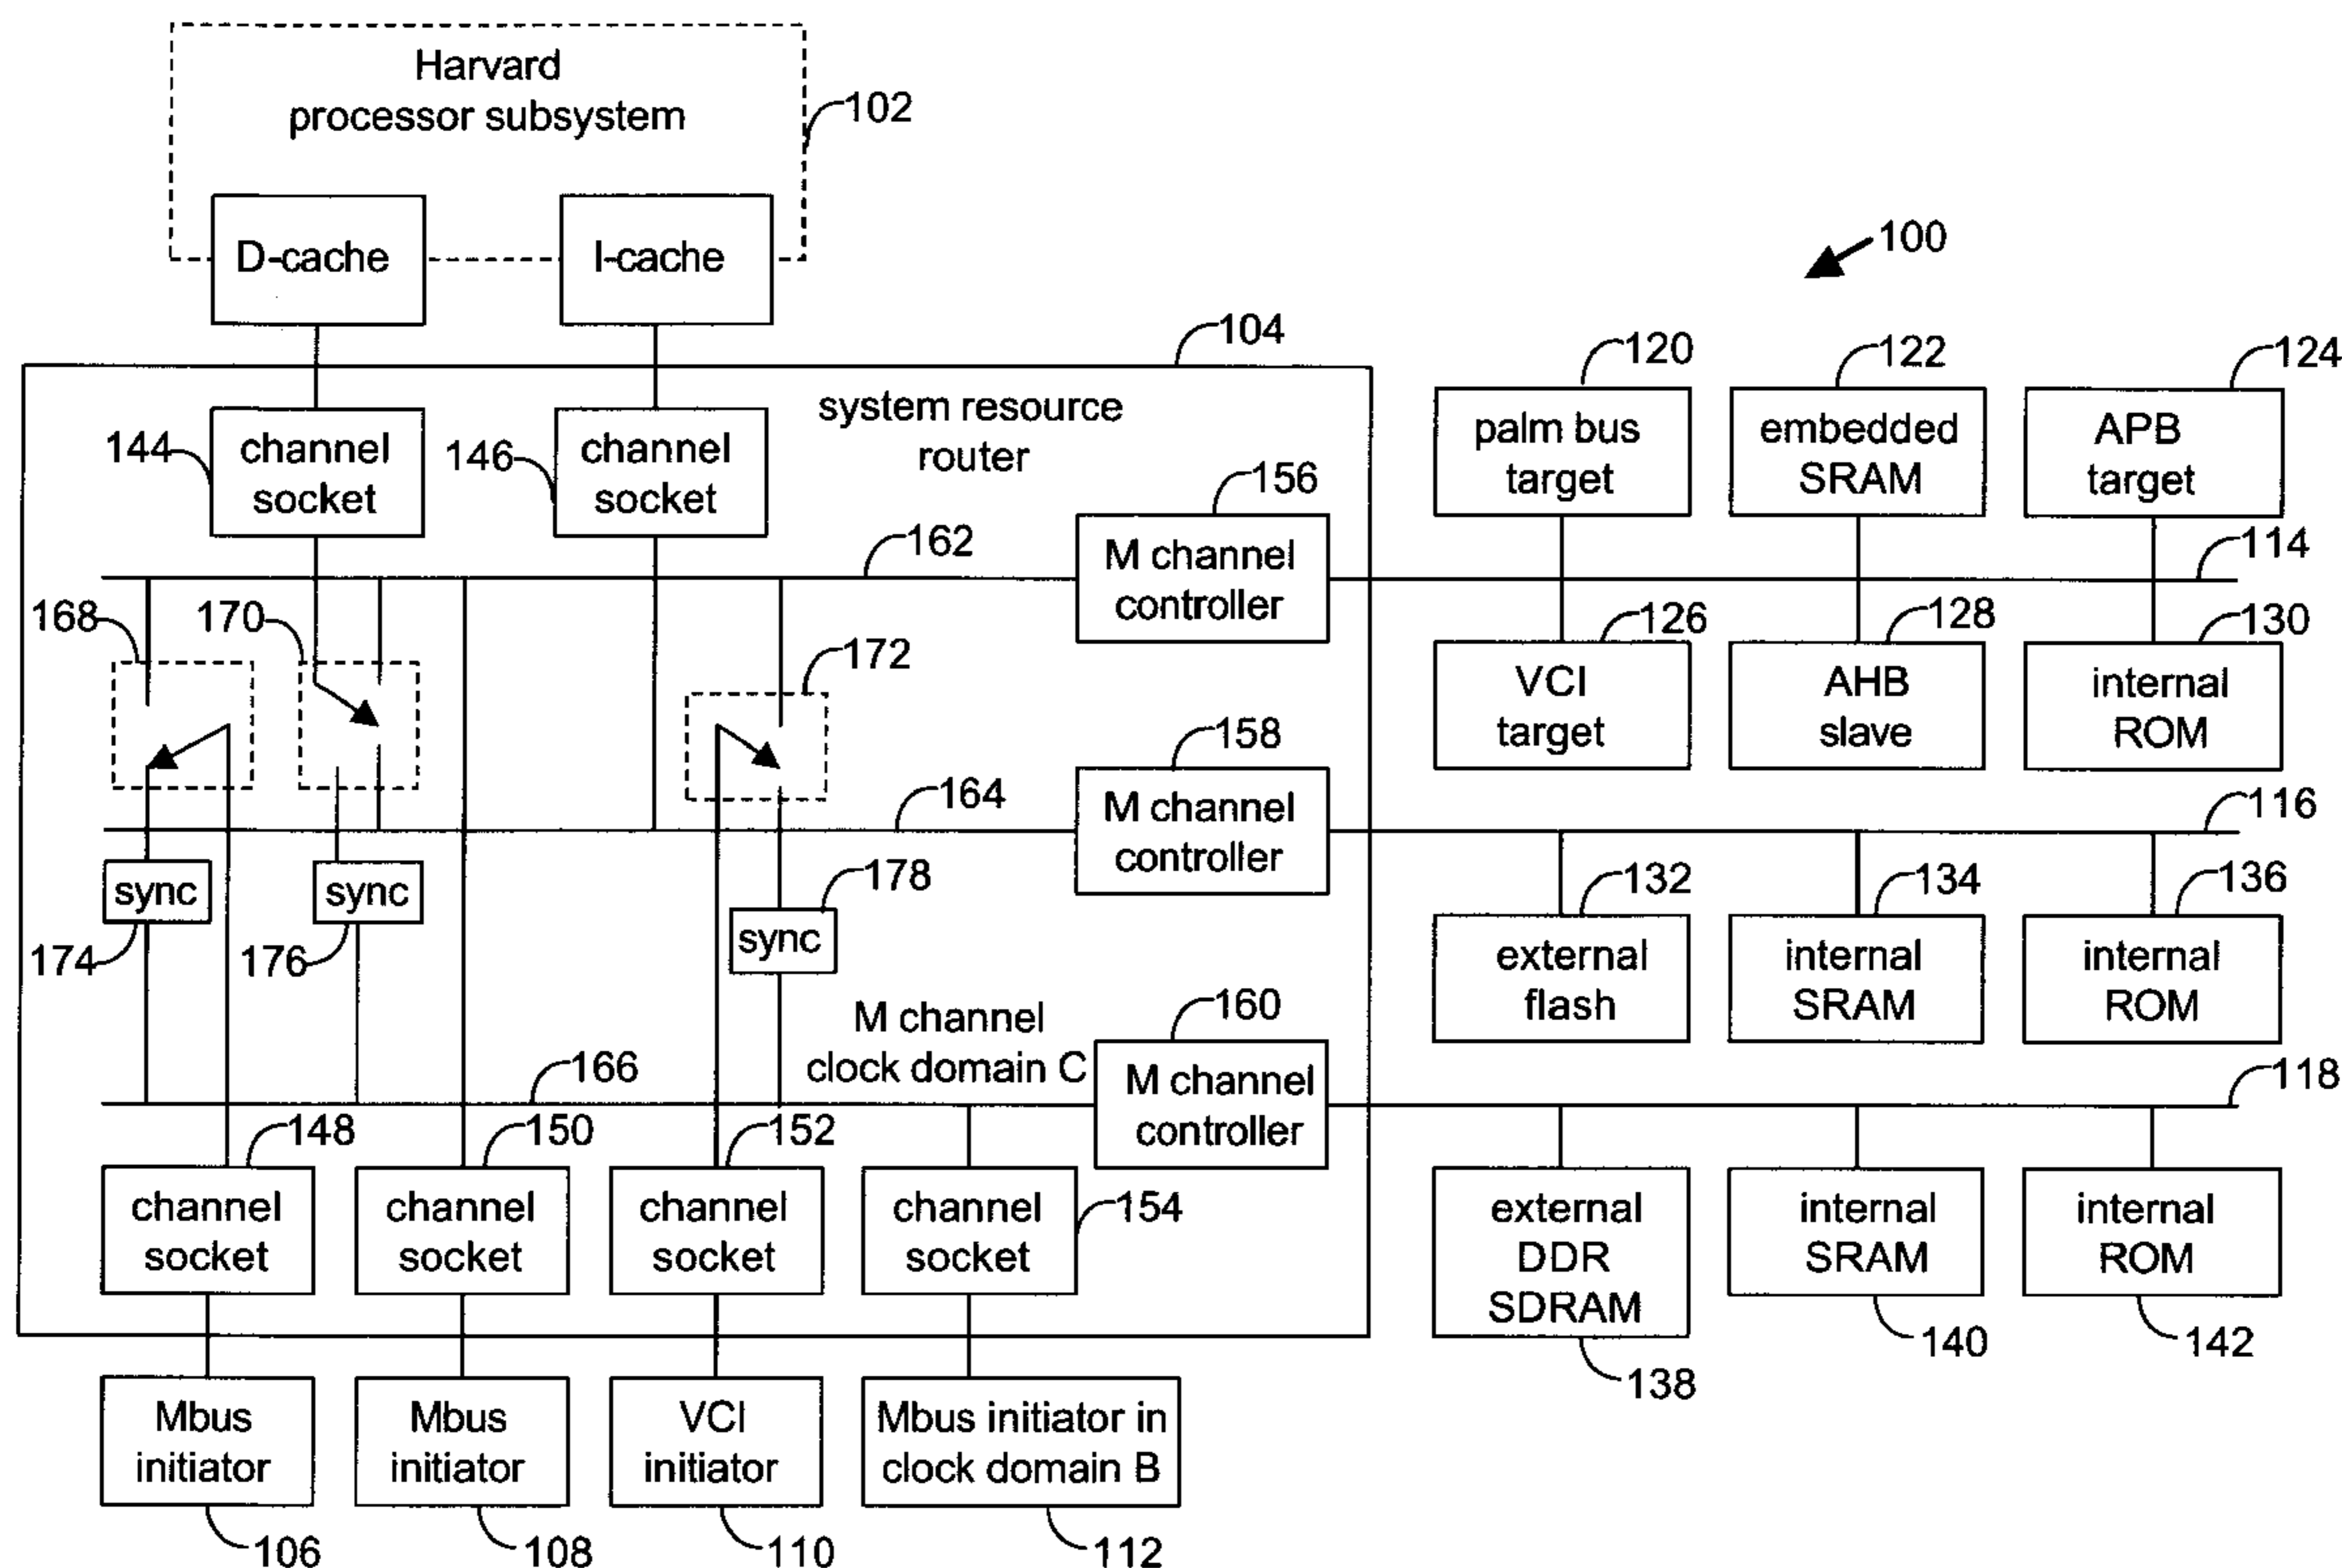 Harvard
processor subsystem
102
D-cache
I-cache
100
104
system resource
router
120
122
124
144
channel
socket
146
channel
socket
palm bus
target
embedded
SRAM
APB
target
156
162
M channel
controller
114
168
170
172
126
128
130
VCI
target
AHB
slave
internal
ROM
158
164
M channel
controller
116
sync
174
sync
176
178
sync
132
134
136
external
flash
internal
SRAM
internal
ROM
M channel
clock domain C
160
M channel
controller
166
118
148
150
152
154
channel
socket
channel
socket
channel
socket
channel
socket
external
DDR
SDRAM
internal
SRAM
internal
ROM
138
140
142
Mbus
initiator
Mbus
initiator
VCI
initiator
Mbus initiator in
clock domain B
106
108
110
112